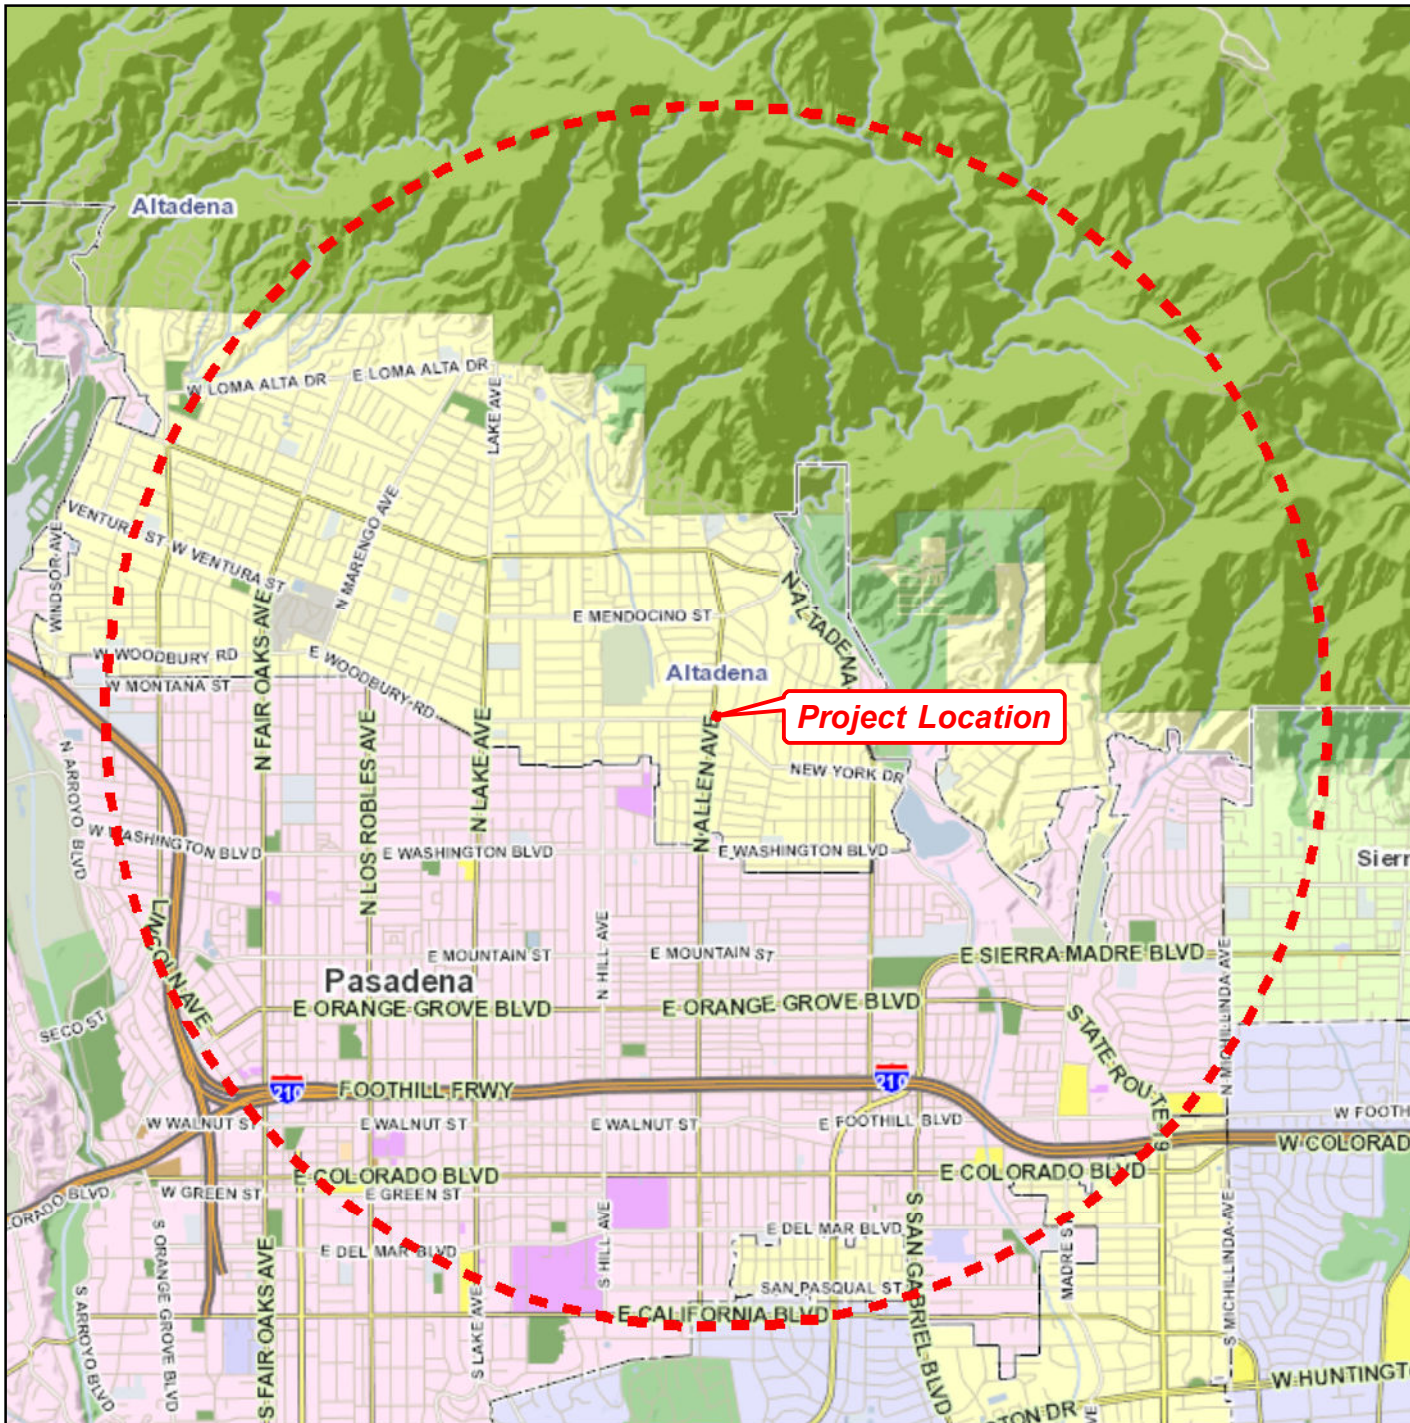 Altadena
W LOMA ALTA DR
E LOMA ALTA DR
LAKE AVE
N MARENGO AVE
VENTURA ST
W VENTURA ST
WINDSOR AVE
N FAIR OAKS AVE
E MENDOCINO ST
N ALTADENA
W WOODBURY RD
E WOODBURY RD
W MONTANA ST
Altadena
Project Location
N ARROYO BLVD
N LOS ROBLES AVE
N LAKE AVE
N ALLEN AVE
NEW YORK DR
W WASHINGTON BLVD
E WASHINGTON BLVD
E WASHINGTON BLVD
Sierr
LINCOLN AVE
N HILL AVE
E MOUNTAIN ST
E MOUNTAIN ST
E SIERRA MADRE BLVD
N MICHILLINDA AVE
Pasadena
E ORANGE GROVE BLVD
E ORANGE GROVE BLVD
SECO ST
STATE ROUTE 19
210
FOOTHILL FRWY
210
W WALNUT ST
E WALNUT ST
E WALNUT ST
E FOOTHILL BLVD
W FOOTH
W COLORAD
E COLORADO BLVD
E COLORADO BLVD
ORADO BLVD
W GREEN ST
E GREEN ST
S ORANGE GROVE BLVD
S HILL AVE
E DEL MAR BLVD
E DEL MAR BLVD
S SAN GABRIEL BLVD
MADRE ST
S MICHILLINDA AVE
SAN PASQUAL ST
E CALIFORNIA BLVD
S ARROYO BLVD
S FAIR OAKS AVE
S LAKE AVE
W HUNTINGT
TON DR
VE